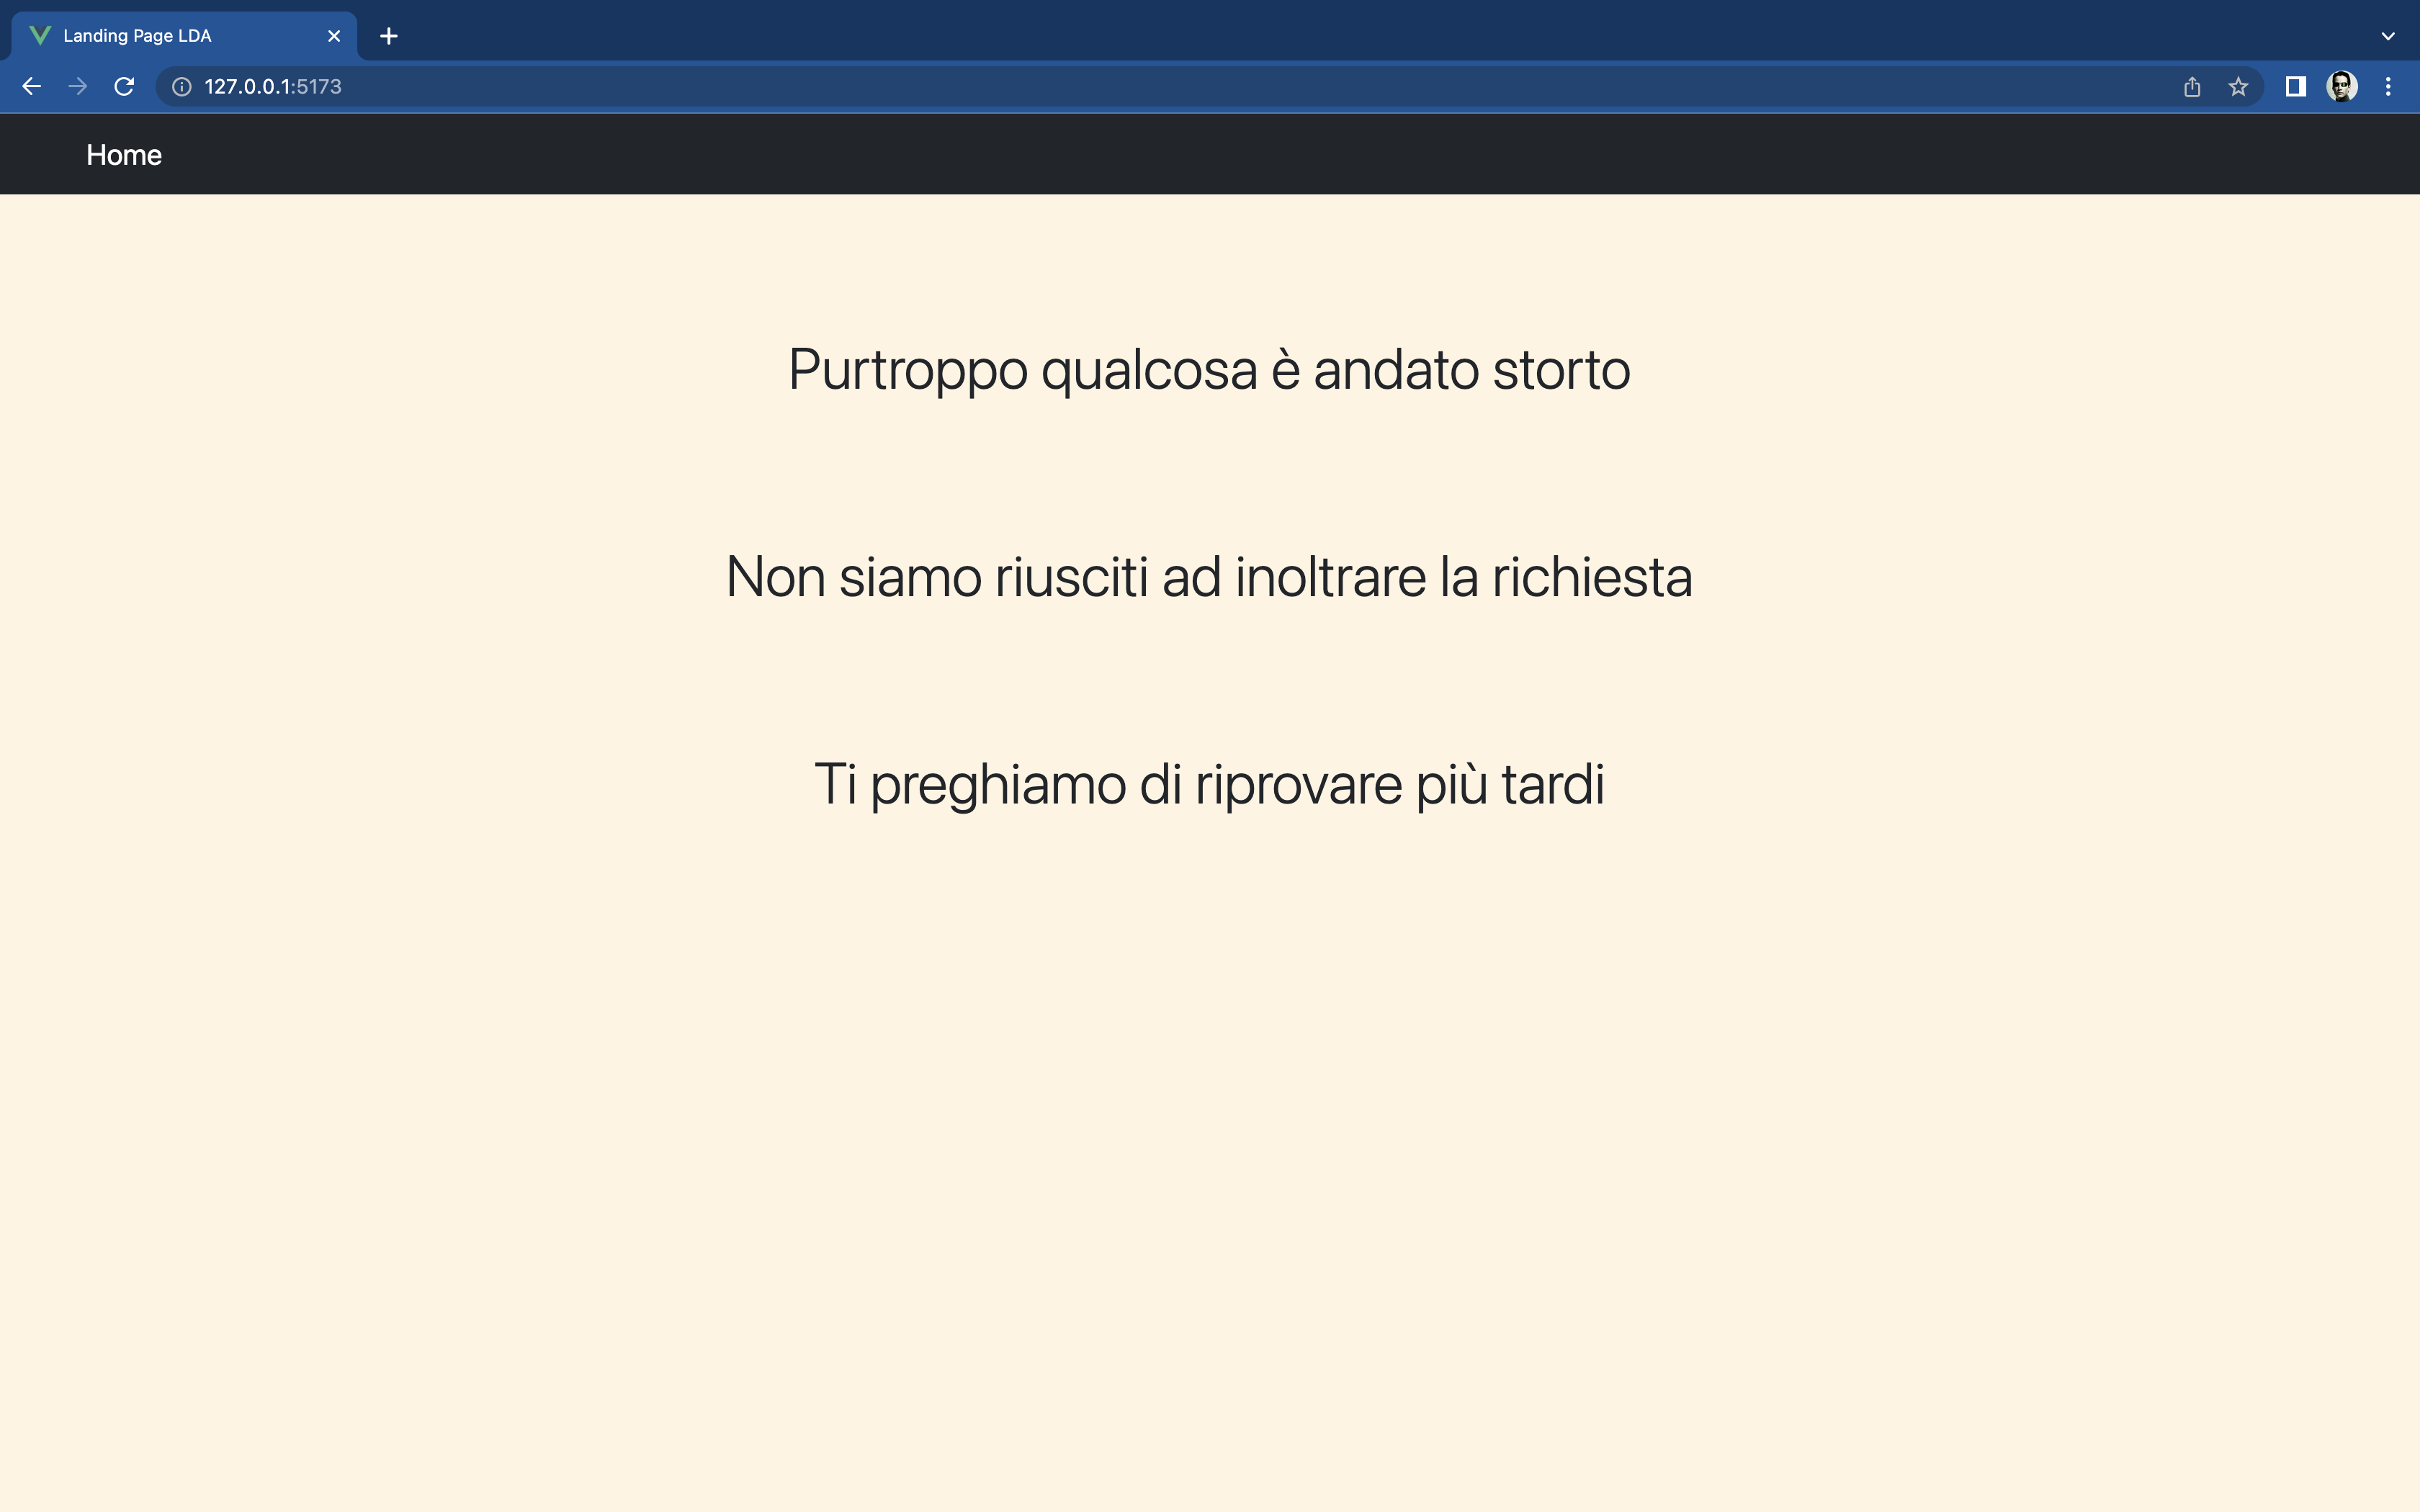 Landing Page LDA
127.0.0.1:5173
Home
Purtroppo qualcosa è andato storto
Non siamo riusciti ad inoltrare la richiesta
Ti preghiamo di riprovare più tardi